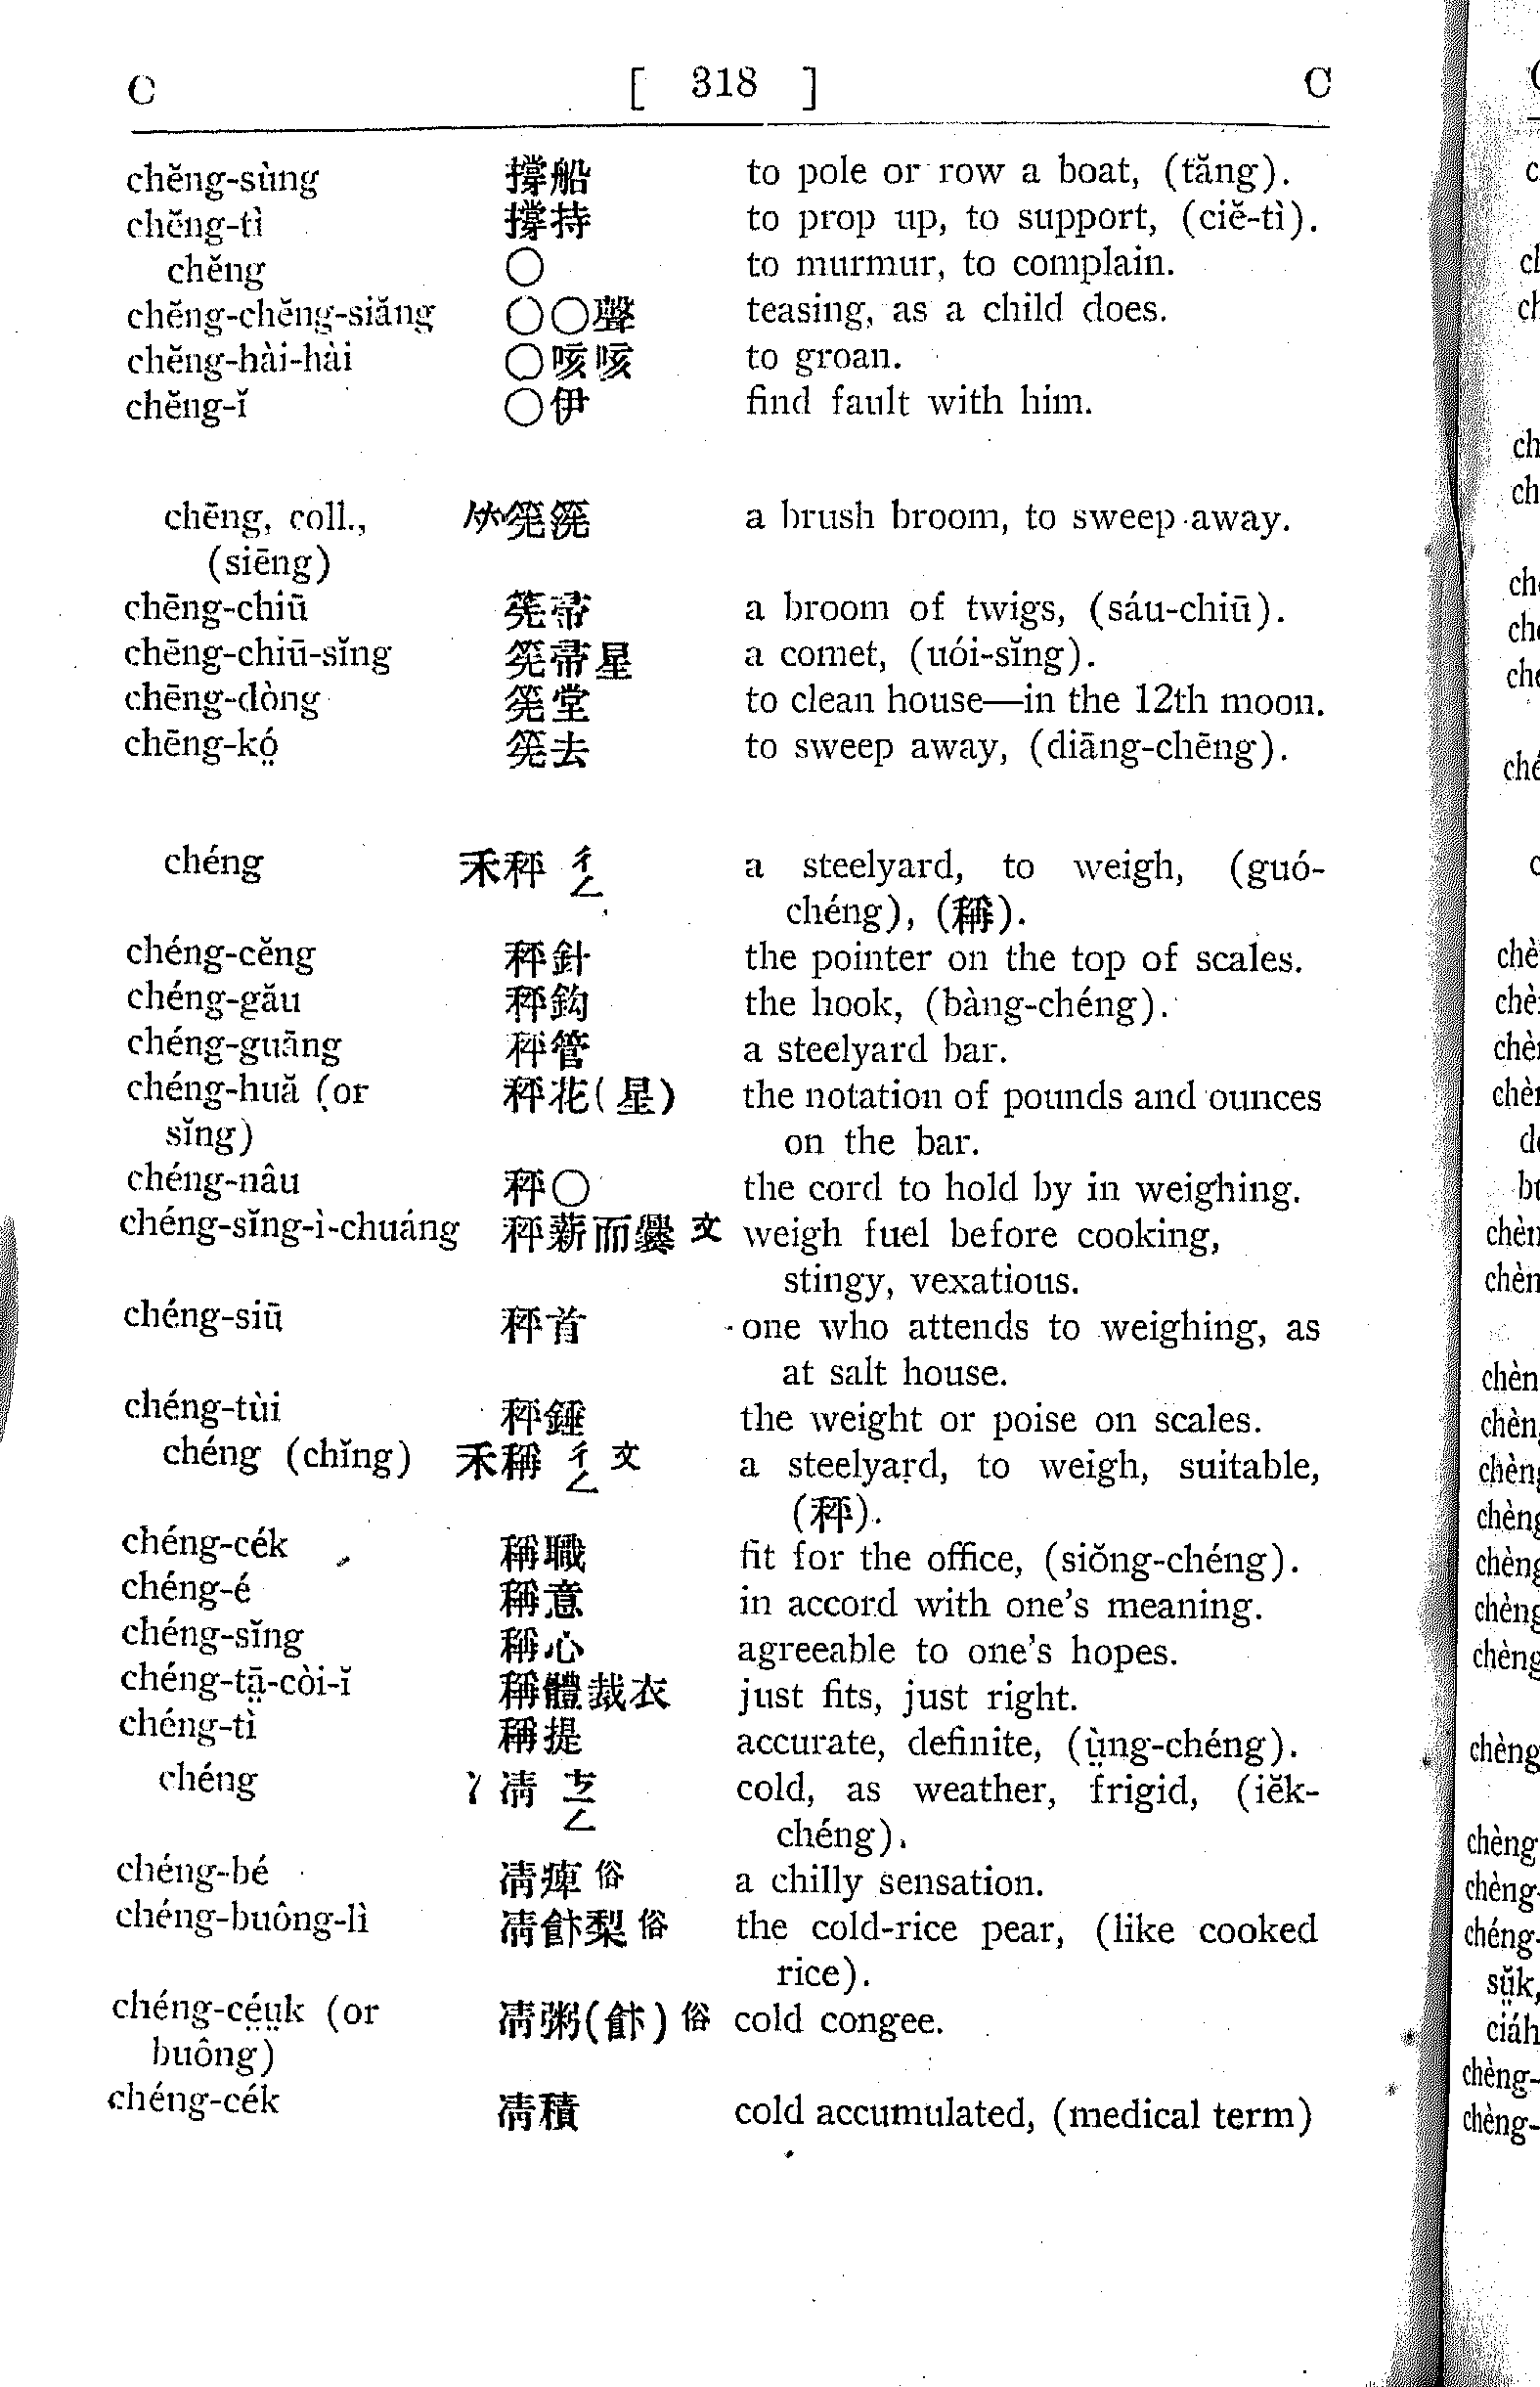 C [ 318 ] C
chĕng-sùng 撐船 to pole or row a boat, (tăng).
chĕng-tì 撐持 to prop up, to support, (ciĕ-tì).
chĕng ○ to murmur, to complain.
chĕng-chĕng-siăng ○○聲 teasing, as a child does.
chĕng-hài-hài ○咳咳 to groan.
chĕng-ĭ ○伊 find fault with him.
chēng, coll., 筅 a brush broom, to sweep away.
(siēng)
chēng-chiū 筅帚 a broom of twigs, (sáu-chiū).
chēng-chiū-sĭng 筅帚星 a comet, (uói-sĭng).
chēng-dòng 筅堂 to clean house—in the 12th moon.
chēng-kó̤ 筅去 to sweep away, (diāng-chēng).
chéng 禾秤 ㄔㄥ a steelyard, to weigh, (guó-
chéng), (稱).
chéng-cĕng 秤針 the pointer on the top of scales.
chéng-gău 秤鈎 the hook, (bàng-chéng).
chéng-guāng 秤管 a steelyard bar.
chéng-huă (or 秤花(星) the notation of pounds and ounces
sĭng) on the bar.
chéng-nâu 秤○ the cord to hold by in weighing.
chéng-sĭng-ì-chuáng 秤薪而爨 文 weigh fuel before cooking,
stingy, vexatious.
chéng-siū 秤首 one who attends to weighing, as
at salt house.
chéng-tùi 秤錘 the weight or poise on scales.
chéng (chĭng) 禾稱 ㄔㄥ 文 a steelyard, to weigh, suitable,
(秤).
chéng-cék 稱職 fit for the office, (siŏng-chéng).
chéng-é 稱意 in accord with one's meaning.
chéng-sĭng 稱心 agreeable to one's hopes.
chéng-tā̤-còi-ĭ 稱體裁衣 just fits, just right.
chéng-tì 稱提 accurate, definite, (ṳ̀ng-chéng).
chéng 冫凊 ㄘㄥ cold, as weather, frigid, (iĕk-
chéng).
chéng-bé 凊痺 俗 a chilly sensation.
chéng-buông-lì 凊飰梨 俗 the cold-rice pear, (like cooked
rice).
chéng-cé̤ṳk (or 凊粥(飰) 俗 cold congee.
buông)
chéng-cék 凊積 cold accumulated, (medical term)